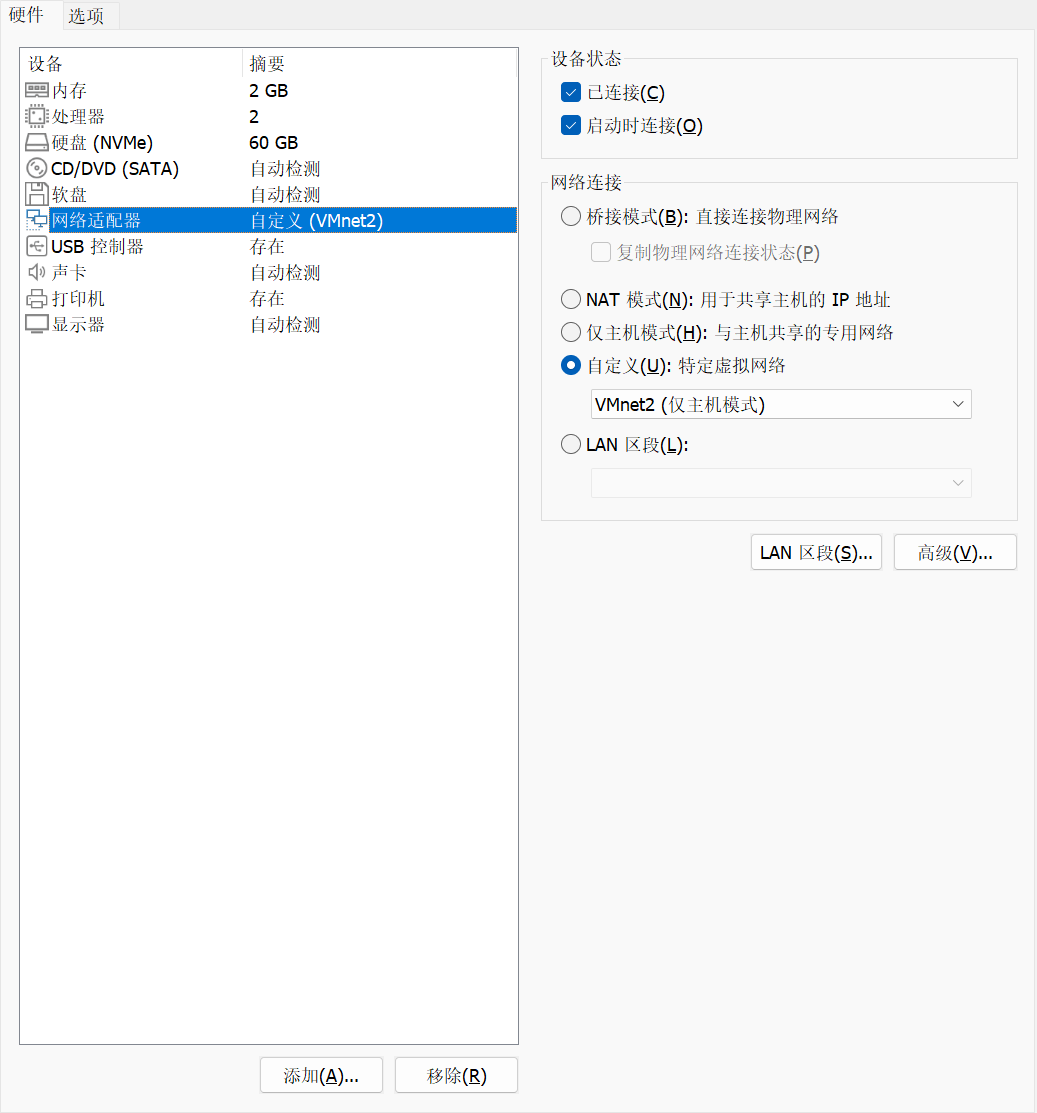 硬件 选项
设备 摘要
内存 2 GB
处理器 2
硬盘 (NVMe) 60 GB
CD/DVD (SATA) 自动检测
软盘 自动检测
网络适配器 自定义 (VMnet2)
USB 控制器 存在
声卡 自动检测
打印机 存在
显示器 自动检测
添加(A)... 移除(R)
设备状态
已连接(C)
启动时连接(O)
网络连接
桥接模式(B): 直接连接物理网络
复制物理网络连接状态(P)
NAT 模式(N): 用于共享主机的 IP 地址
仅主机模式(H): 与主机共享的专用网络
自定义(U): 特定虚拟网络
VMnet2 (仅主机模式)
LAN 区段(L):
LAN 区段(S)... 高级(V)...